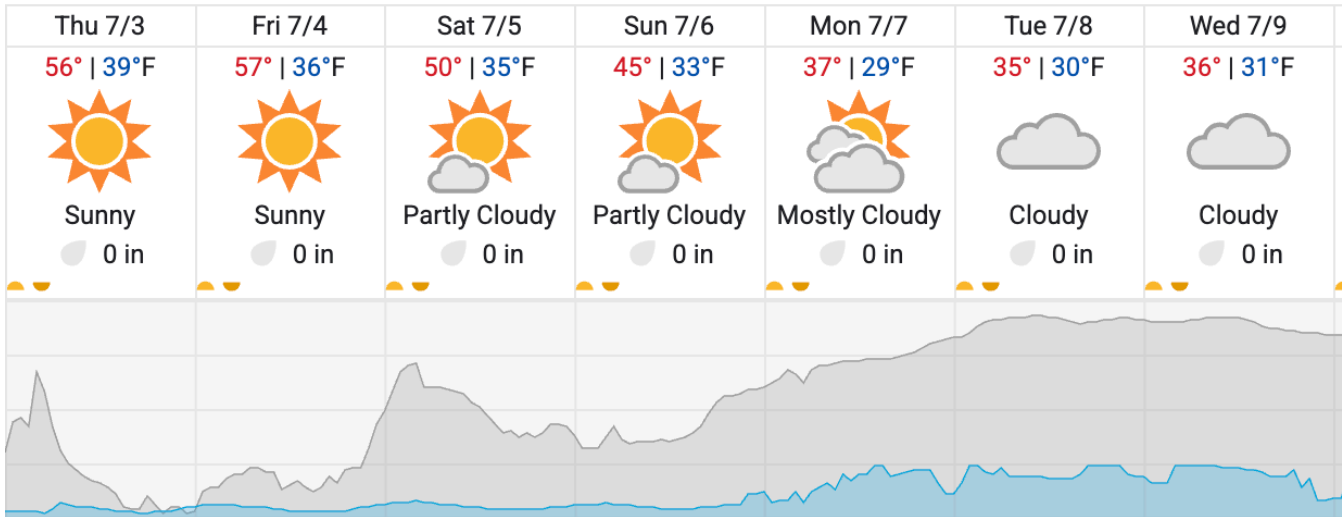 Thu 7/3 Fri 7/4 Sat 7/5 Sun 7/6 Mon 7/7 Tue 7/8 Wed 7/9
56° | 39°F 57° | 36°F 50° | 35°F 45° | 33°F 37° | 29°F 35° | 30°F 36° | 31°F
Sunny Sunny Partly Cloudy Partly Cloudy Mostly Cloudy Cloudy Cloudy
0 in 0 in 0 in 0 in 0 in 0 in 0 in